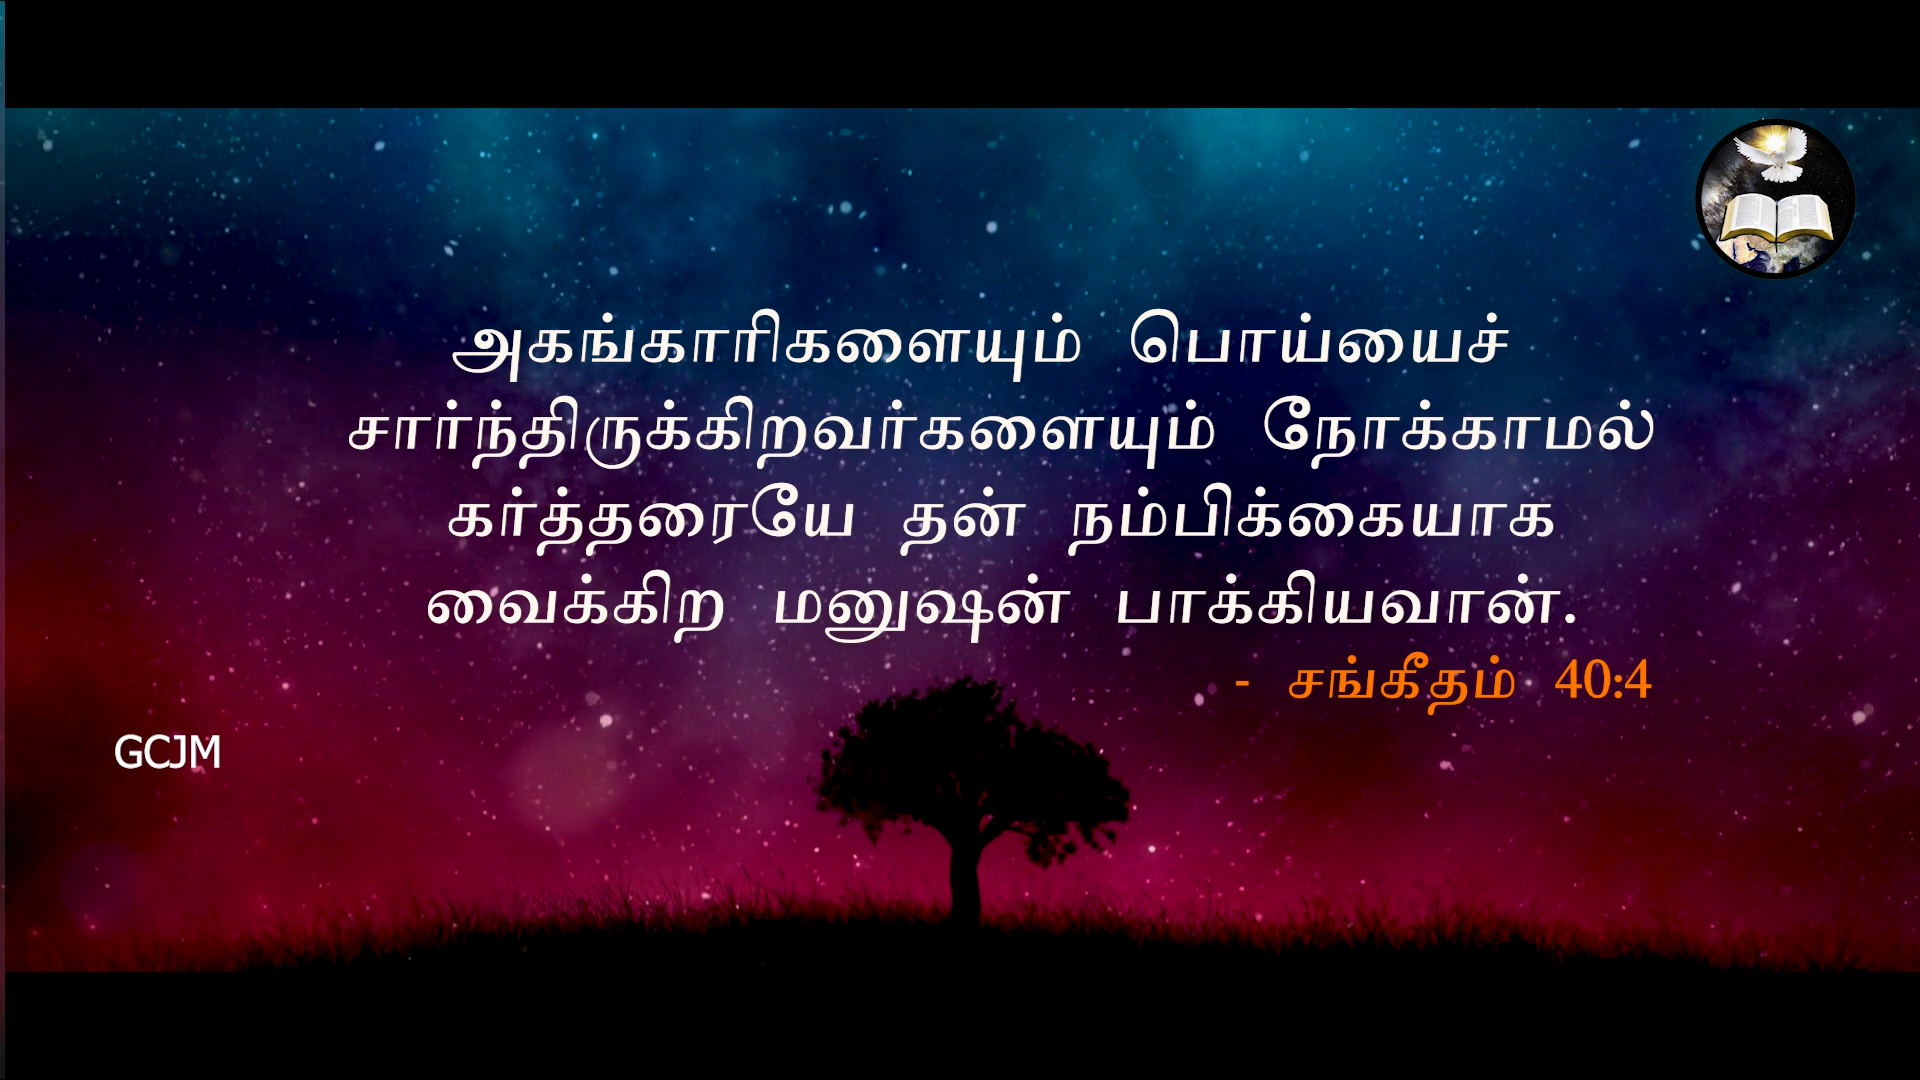 அகங்காரிகளையும் பொய்யைச்
சார்ந்திருக்கிறவர்களையும் நோக்காமல்
கர்த்தரையே தன் நம்பிக்கையாக
வைக்கிற மனுஷன் பாக்கியவான்.
- சங்கீதம் 40:4
GCJM